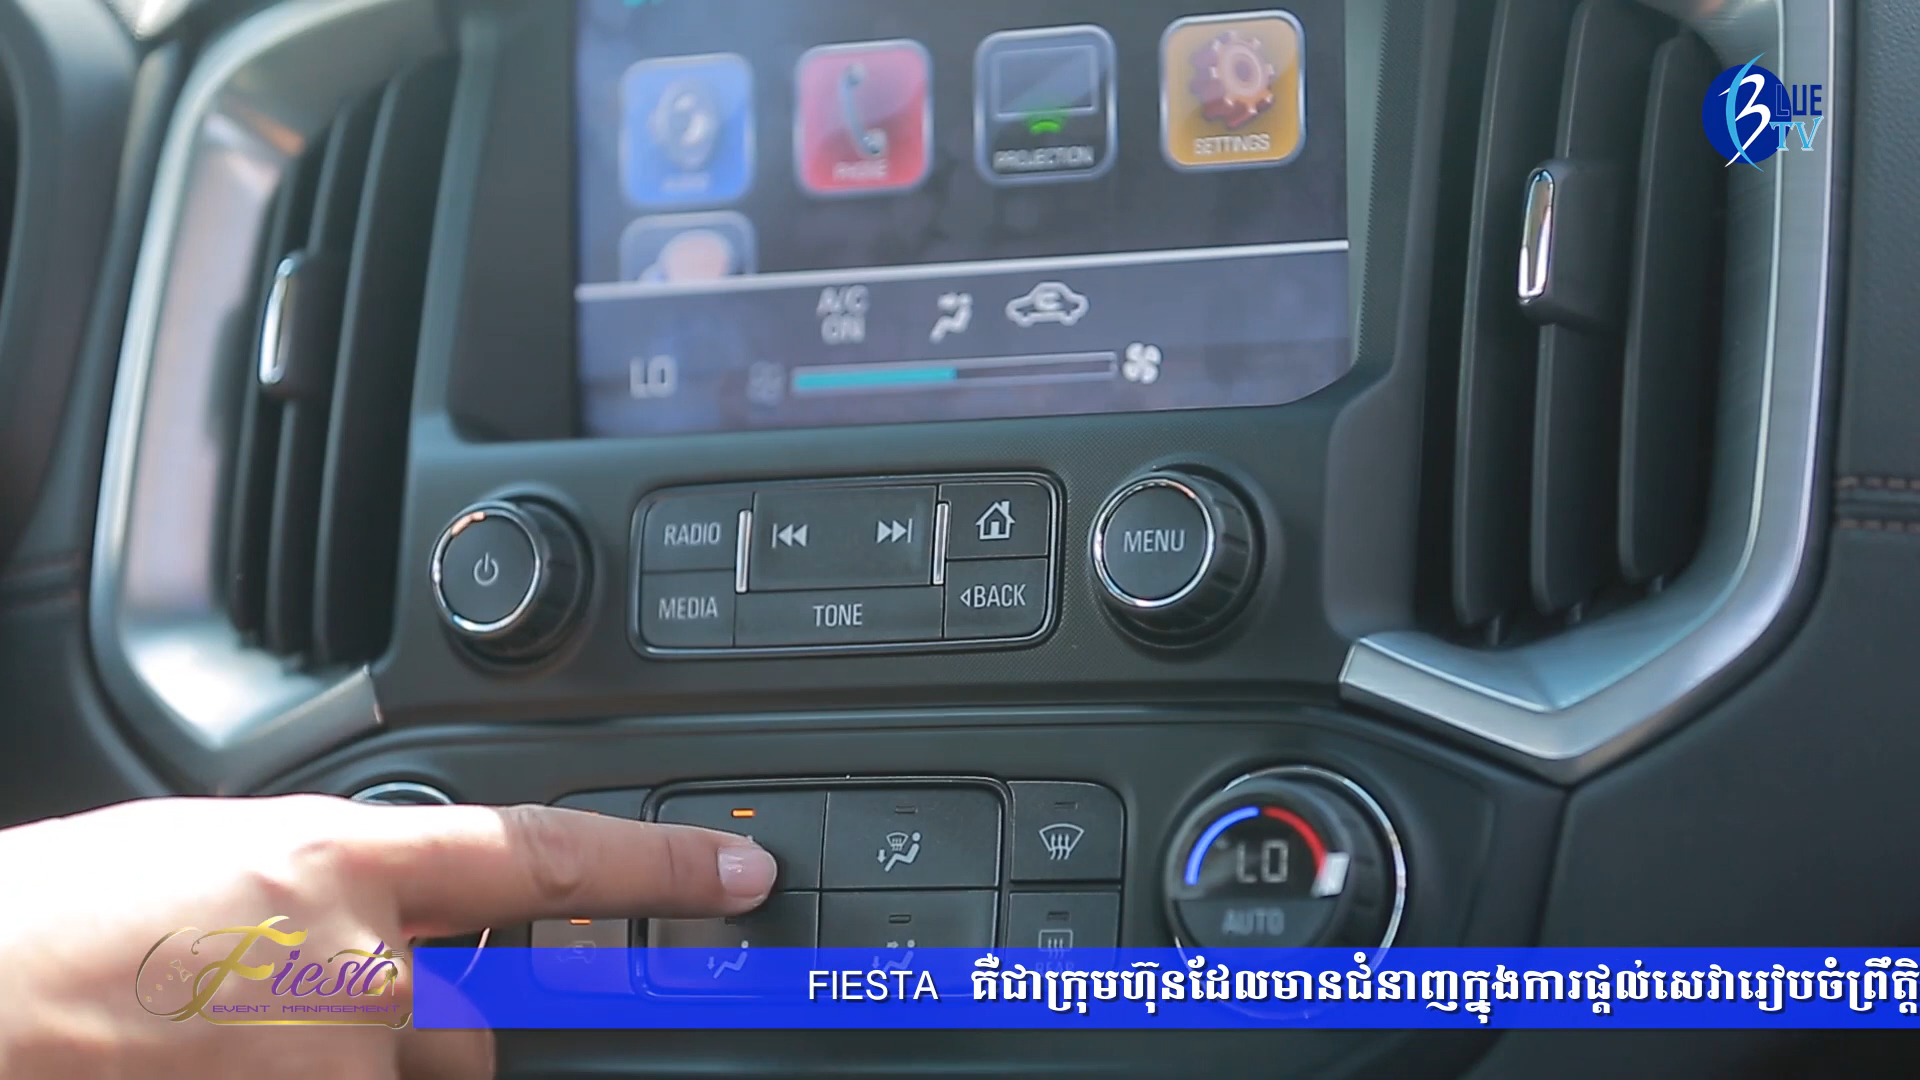 BLUE TV
PHONE
PROJECTION
SETTINGS
A/C
ON
LO
RADIO
MEDIA
TONE
BACK
MENU
LO
AUTO
Fiesta
EVENT MANAGEMENT
FIESTA គឺជាក្រុមហ៊ុនដែលមានជំនាញក្នុងការផ្តល់សេវារៀបចំព្រឹត្តិ